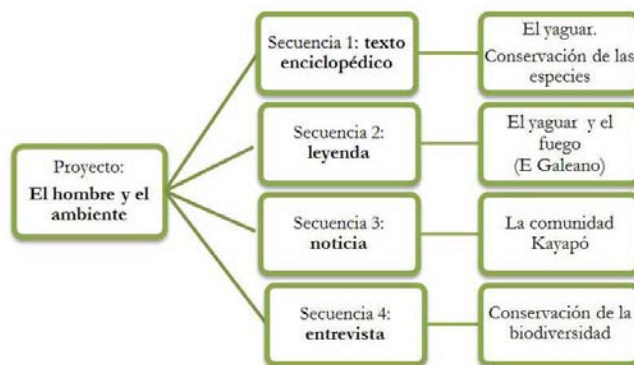 Proyecto:
El hombre y el
ambiente
Secuencia 1: texto
enciclopédico
El yaguar.
Conservación de las
especies
Secuencia 2:
leyenda
El yaguar y el
fuego
(E Galeano)
Secuencia 3:
noticia
La comunidad
Kayapó
Secuencia 4:
entrevista
Conservación de la
biodiversidad